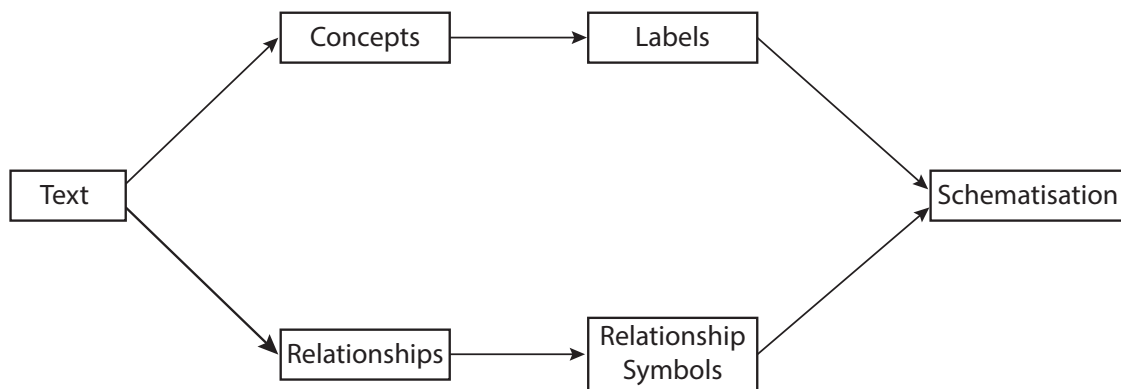 Concepts
Labels
Text
Schematisation
Relationships
Relationship
Symbols